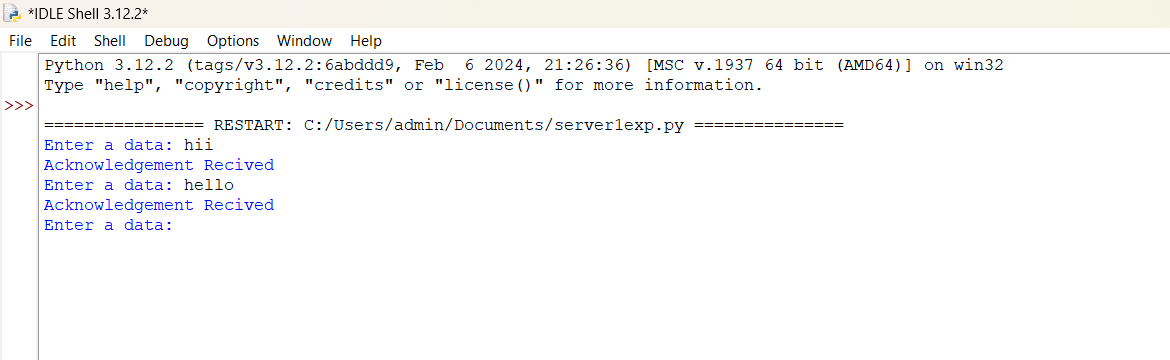 *IDLE Shell 3.12.2*
File Edit Shell Debug Options Window Help
Python 3.12.2 (tags/v3.12.2:6abddd9, Feb  6 2024, 21:26:36) [MSC v.1937 64 bit (AMD64)] on win32
Type "help", "copyright", "credits" or "license()" for more information.
>>>
================ RESTART: C:/Users/admin/Documents/server1exp.py ===============
Enter a data: hii
Acknowledgement Recived
Enter a data: hello
Acknowledgement Recived
Enter a data: